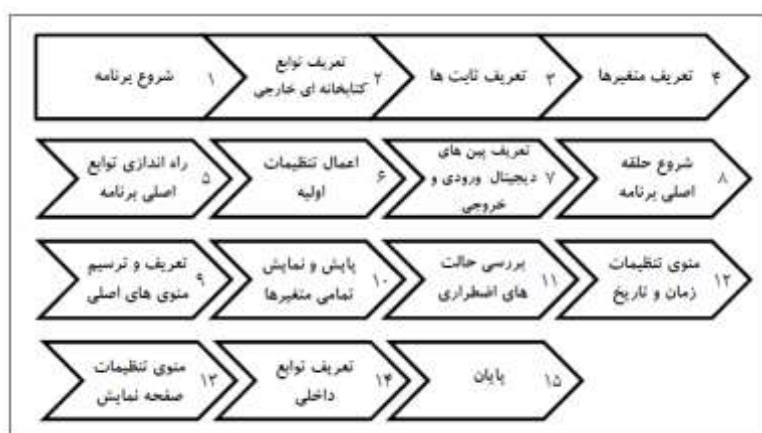 شروع برنامه ۱
تعریف توابع
کتابخانه ای خارجی ۲
تعریف ثابت ها ۳
تعریف متغیرها ۴
راه اندازی توابع
اصلی برنامه ۵
اعمال تنظیمات
اولیه ۶
تعریف پین های
دیجیتال ورودی و ۷
خروجی
شروع حلقه
اصلی برنامه ۸
تعریف و ترسیم
منوی های اصلی ۹
پایش و نمایش
تمامی متغیرها ۱۰
بررسی حالت
های اضطراری ۱۱
منوی تنظیمات
زمان و تاریخ ۱۲
منوی تنظیمات
صفحه نمایش ۱۳
تعریف توابع
داخلی ۱۴
پایان ۱۵